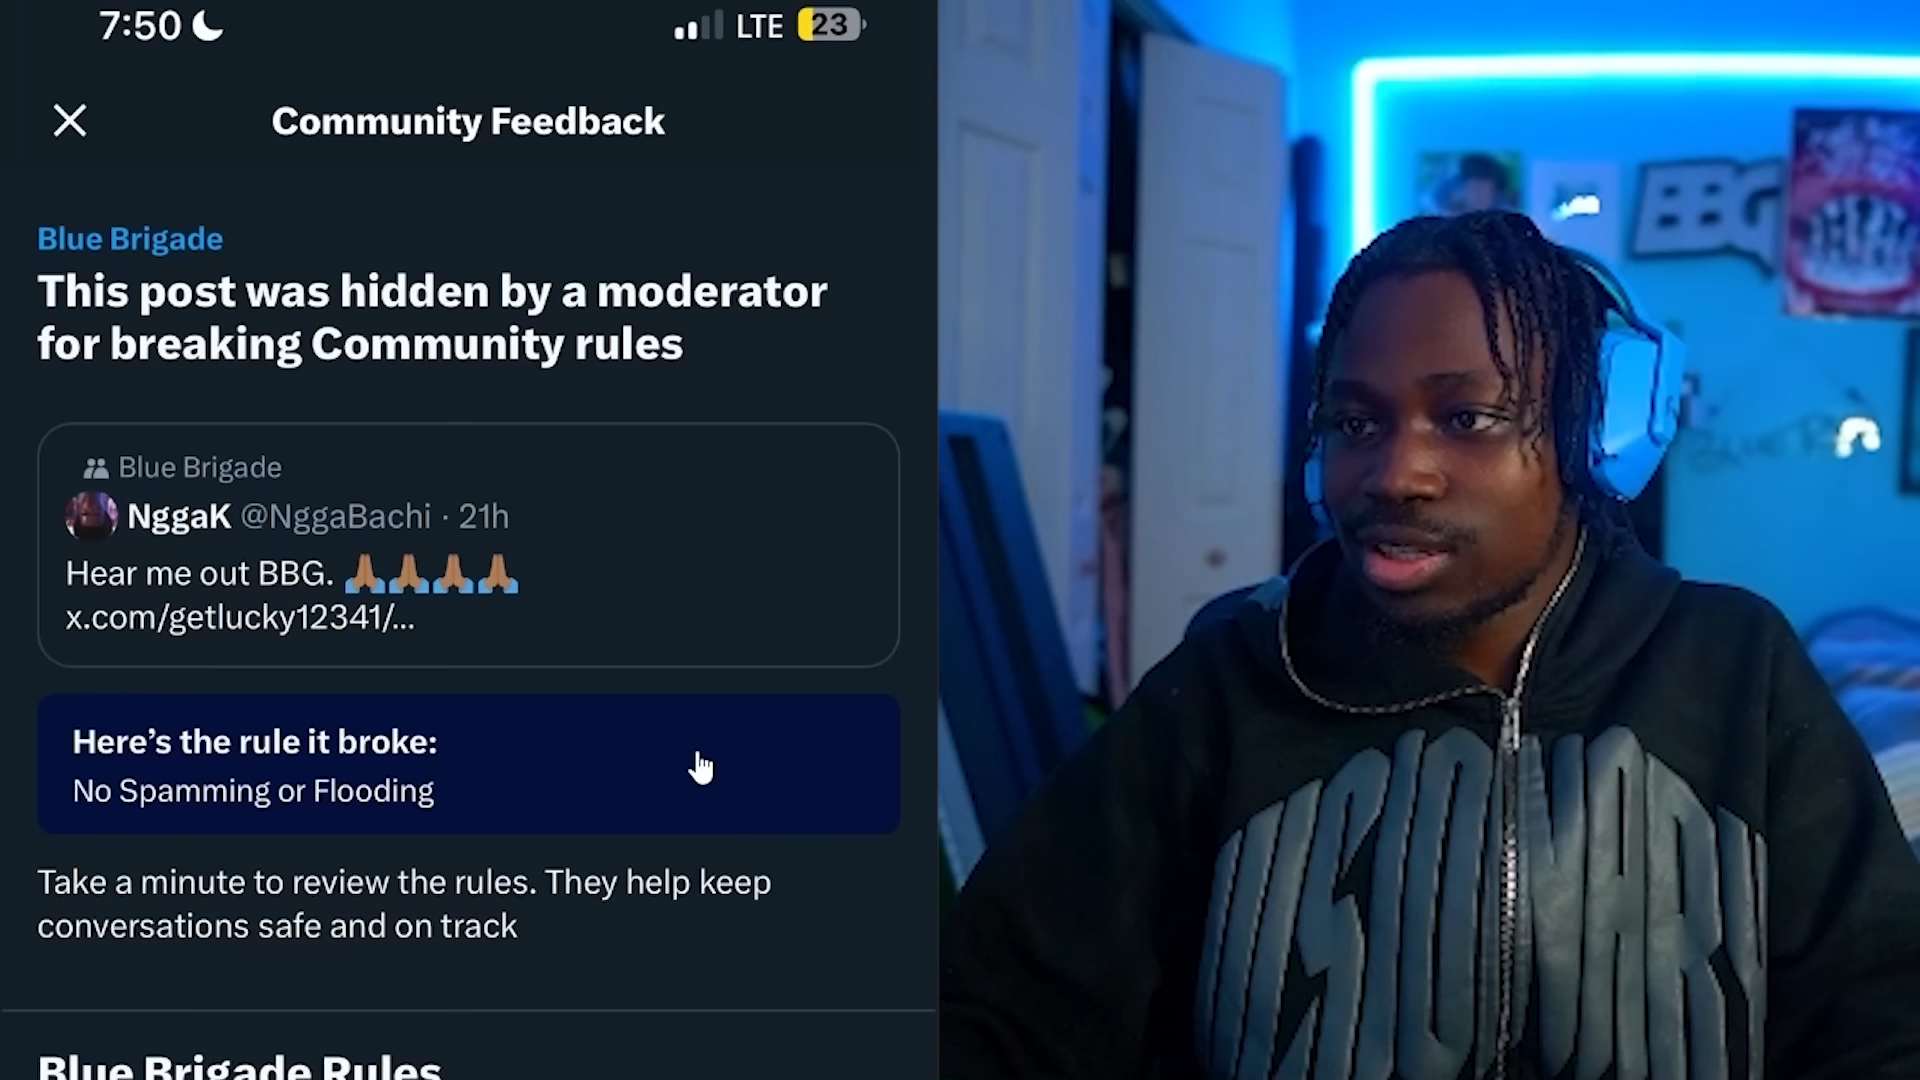 7:50
LTE
23
Community Feedback
Blue Brigade
This post was hidden by a moderator
for breaking Community rules
Blue Brigade
NggaK @NggaBachi · 21h
Hear me out BBG. 🙏🏽🙏🏽🙏🏽🙏🏽
x.com/getlucky12341/...
Here’s the rule it broke:
No Spamming or Flooding
Take a minute to review the rules. They help keep
conversations safe and on track
Blue Brigade Rules
BBG
VISIONARY